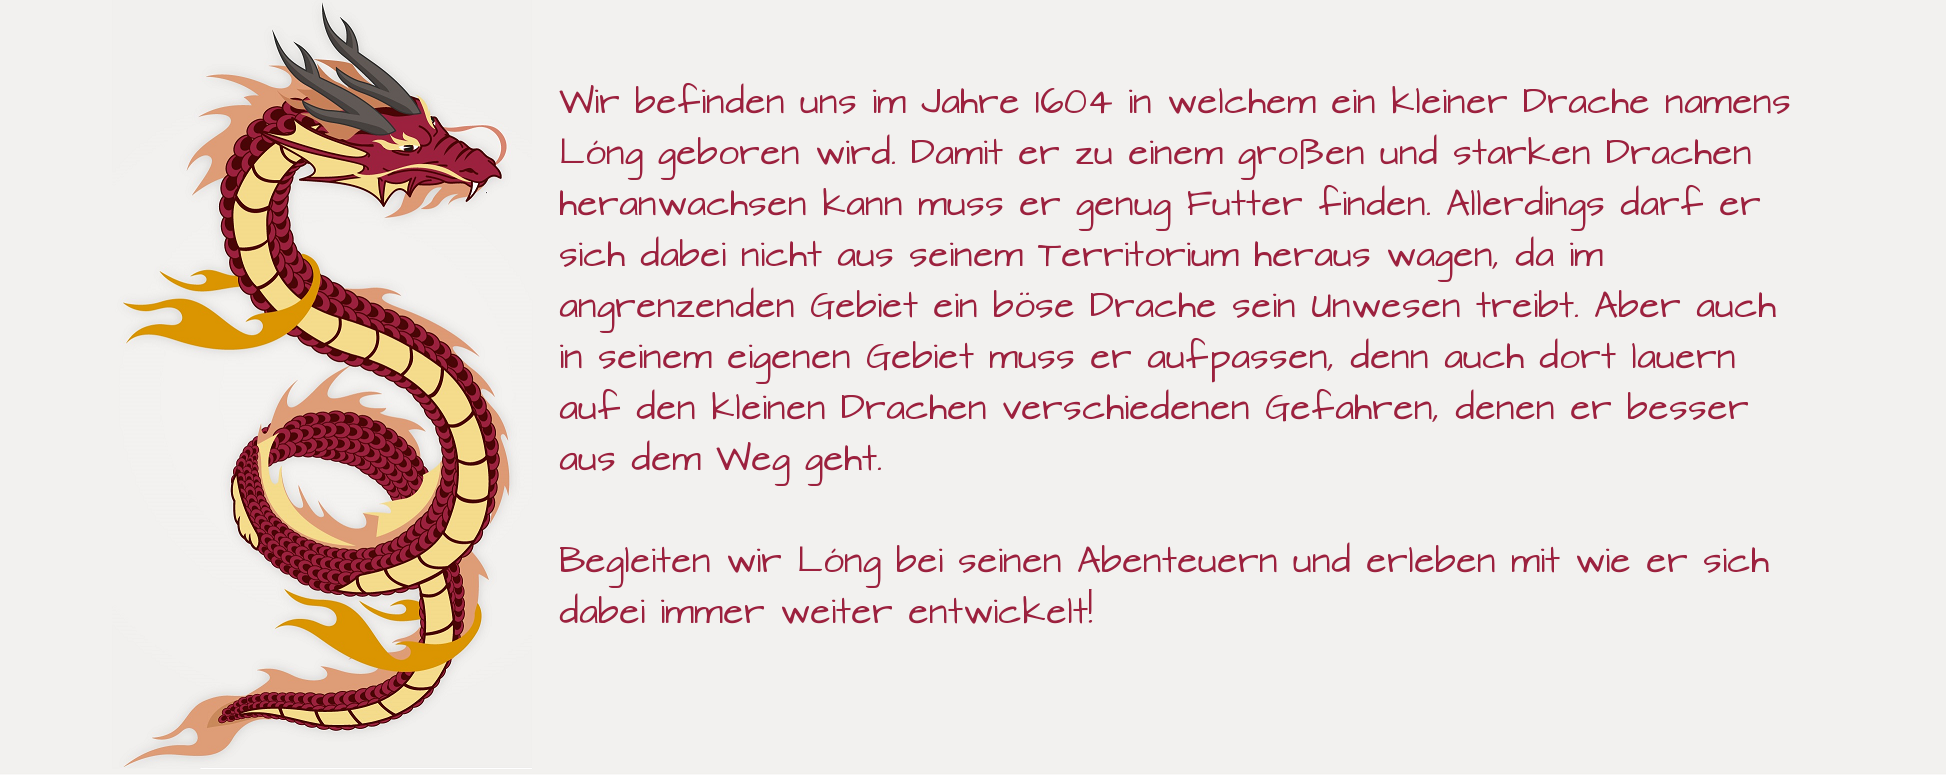 Wir befinden uns im Jahre 1604 in welchem ein kleiner Drache namens
Lóng geboren wird. Damit er zu einem großen und starken Drachen
heranwachsen kann muss er genug Futter finden. Allerdings darf er
sich dabei nicht aus seinem Territorium heraus wagen, da im
angrenzenden Gebiet ein böse Drache sein Unwesen treibt. Aber auch
in seinem eigenen Gebiet muss er aufpassen, denn auch dort lauern
auf den kleinen Drachen verschiedenen Gefahren, denen er besser
aus dem Weg geht.
Begleiten wir Lóng bei seinen Abenteuern und erleben mit wie er sich
dabei immer weiter entwickelt!